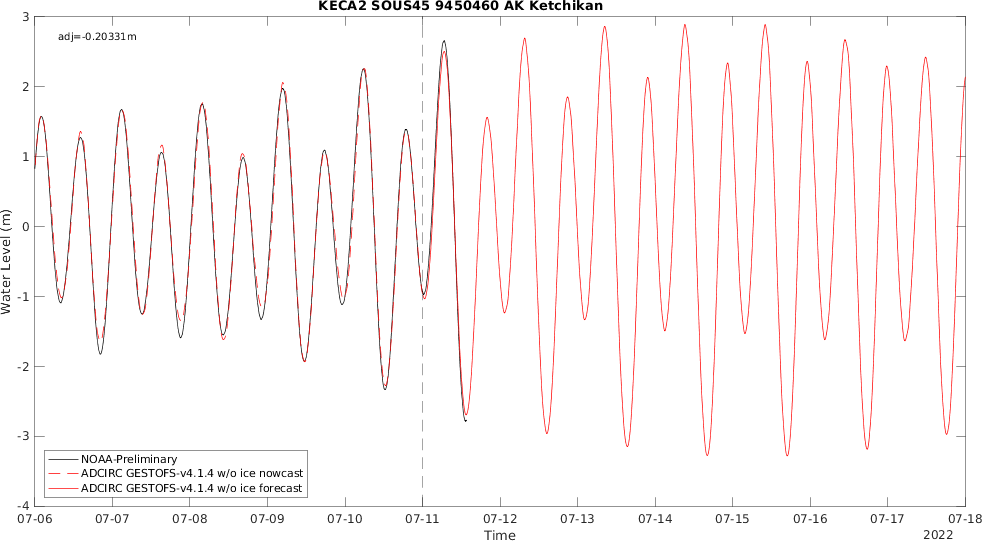 KECA2 SOUS45 9450460 AK Ketchikan
adj=-0.20331m
3
2
1
0
-1
-2
-3
-4
Water Level (m)
NOAA-Preliminary
ADCIRC GESTOFS-v4.1.4 w/o ice nowcast
ADCIRC GESTOFS-v4.1.4 w/o ice forecast
07-06 07-07 07-08 07-09 07-10 07-11 07-12 07-13 07-14 07-15 07-16 07-17 07-18
Time
2022